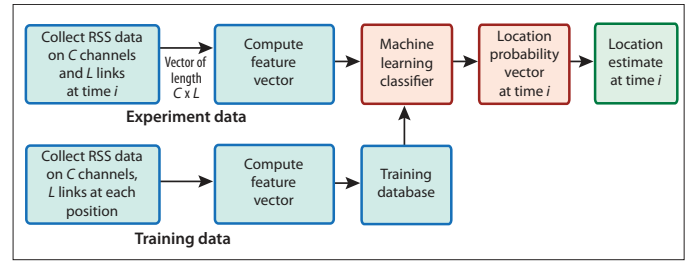 Collect RSS data
on C channels
and L links
at time i
Vector of
length
C x L
Compute
feature
vector
Machine
learning
classifier
Location
probability
vector
at time i
Location
estimate
at time i
Experiment data
Collect RSS data
on C channels,
L links at each
position
Compute
feature
vector
Training
database
Training data